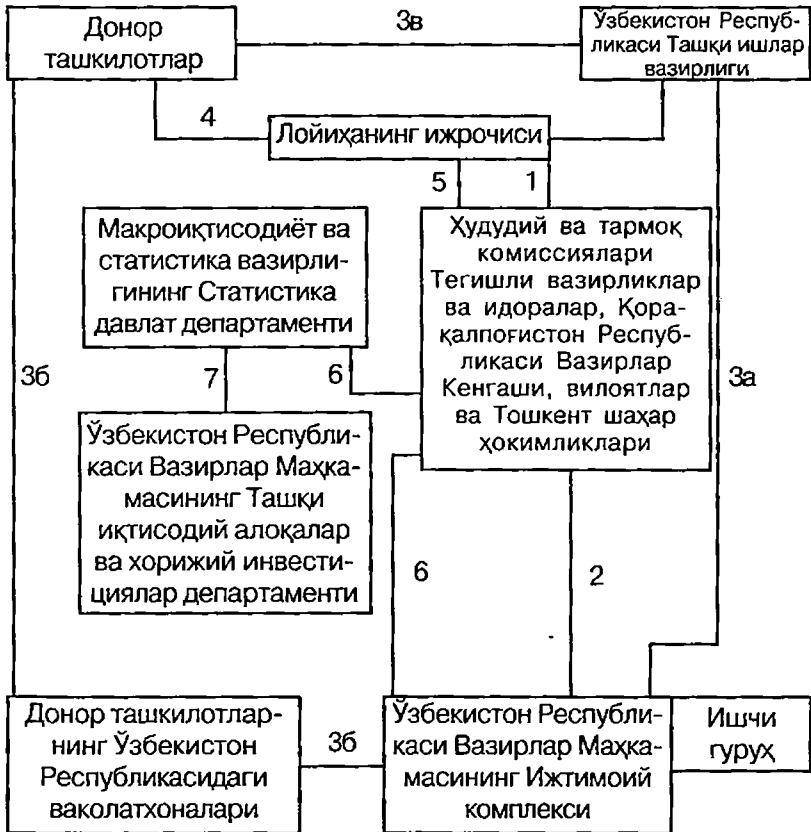 Донор
ташкилотлар
3в
Ўзбекистон Респуб-
ликаси Ташқи ишлар
вазирлиги
4
Лойиҳанинг ижрочиси
5
1
Макроиқтисодиёт ва
статистика вазирли-
гининг Статистика
давлат департаменти
Ҳудудий ва тармоқ
комиссиялари
Тегишли вазирликлар
ва идоралар, Қора-
қалпоғистон Респуб-
ликаси Вазирлар
Кенгаши, вилоятлар
ва Тошкент шаҳар
ҳокимликлари
3б
7
6
3а
Ўзбекистон Республи-
каси Вазирлар Маҳка-
масининг Ташқи
иқтисодий алоқалар
ва хорижий инвести-
циялар департаменти
6
2
Донор ташкилотлар-
нинг Ўзбекистон
Республикасидаги
ваколатхоналари
3б
Ўзбекистон Республи-
каси Вазирлар Маҳка-
масининг Ижтимоий
комплекси
Ишчи
гуруҳ